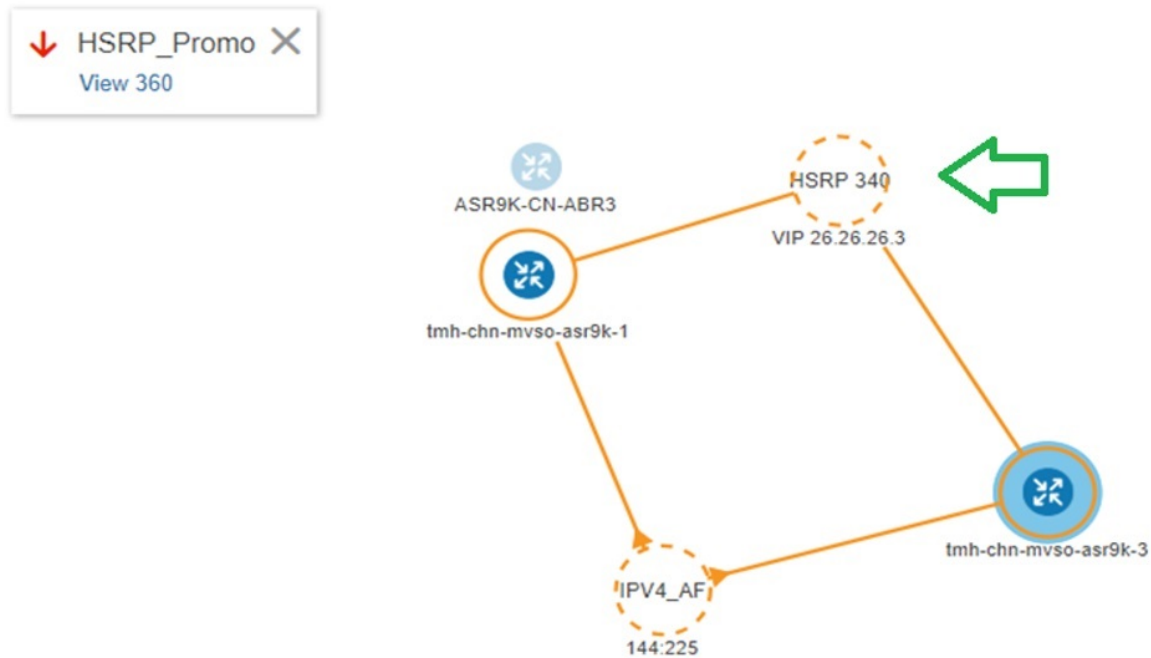 HSRP_Promo
View 360
ASR9K-CN-ABR3
HSRP 340
VIP 26.26.26.3
tmh-chn-mvso-asr9k-1
tmh-chn-mvso-asr9k-3
IPV4_AF
144:225